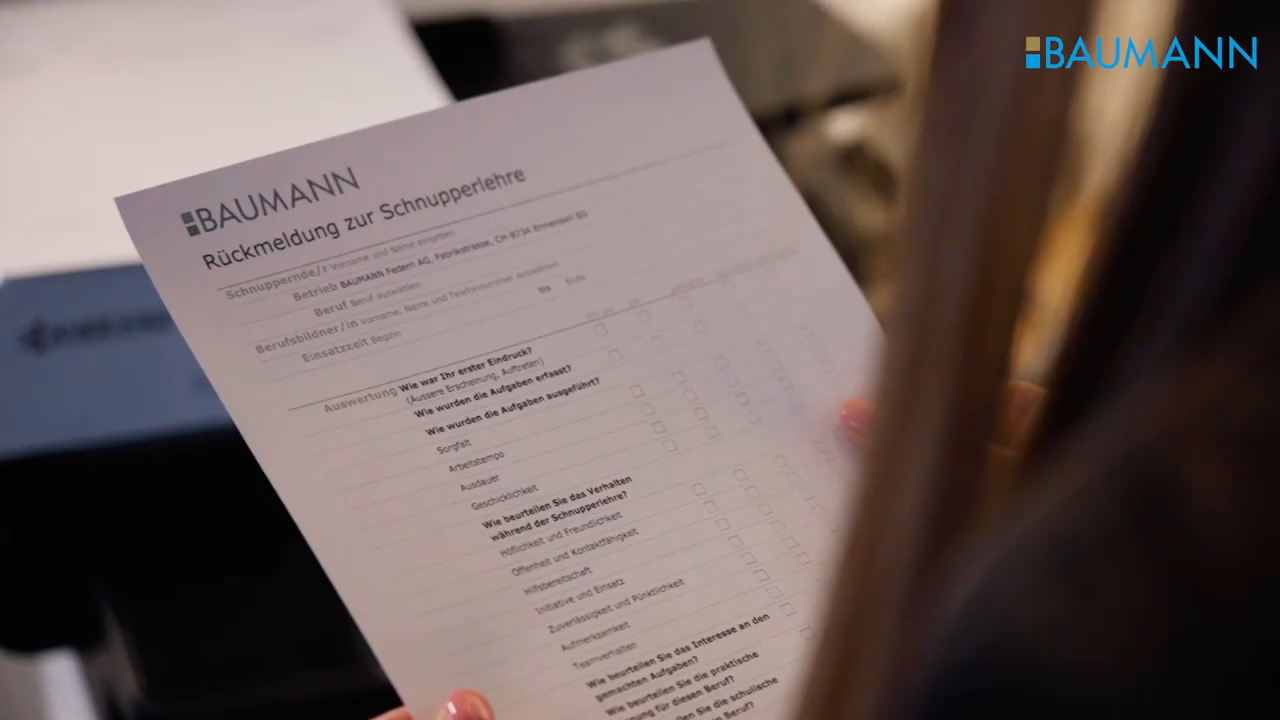 BAUMANN
BAUMANN
Rückmeldung zur Schnupperlehre
Schnuppernde/r Vorname und Name eingeben
Betrieb BAUMANN Federn AG, Fabrikstrasse, CH-8734 Ermenswil SG
Beruf Beruf auswählen
Berufsbildner/in Vorname, Name und Telefonnummer auswählen
Einsatzzeit Beginn bis Ende
Auswertung Wie war Ihr erster Eindruck?
(Äussere Erscheinung, Auftreten)
Wie wurden die Aufgaben erfasst?
Wie wurden die Aufgaben ausgeführt?
Sorgfalt
Arbeitstempo
Ausdauer
Geschicklichkeit
Wie beurteilen Sie das Verhalten
während der Schnupperlehre?
Höflichkeit und Freundlichkeit
Offenheit und Kontaktfähigkeit
Hilfsbereitschaft
Initiative und Einsatz
Zuverlässigkeit und Pünktlichkeit
Aufmerksamkeit
Teamverhalten
Wie beurteilen Sie das Interesse an den
gemachten Aufgaben?
Wie beurteilen Sie die praktische
für diesen Beruf?
Sie die schulische
Beruf?